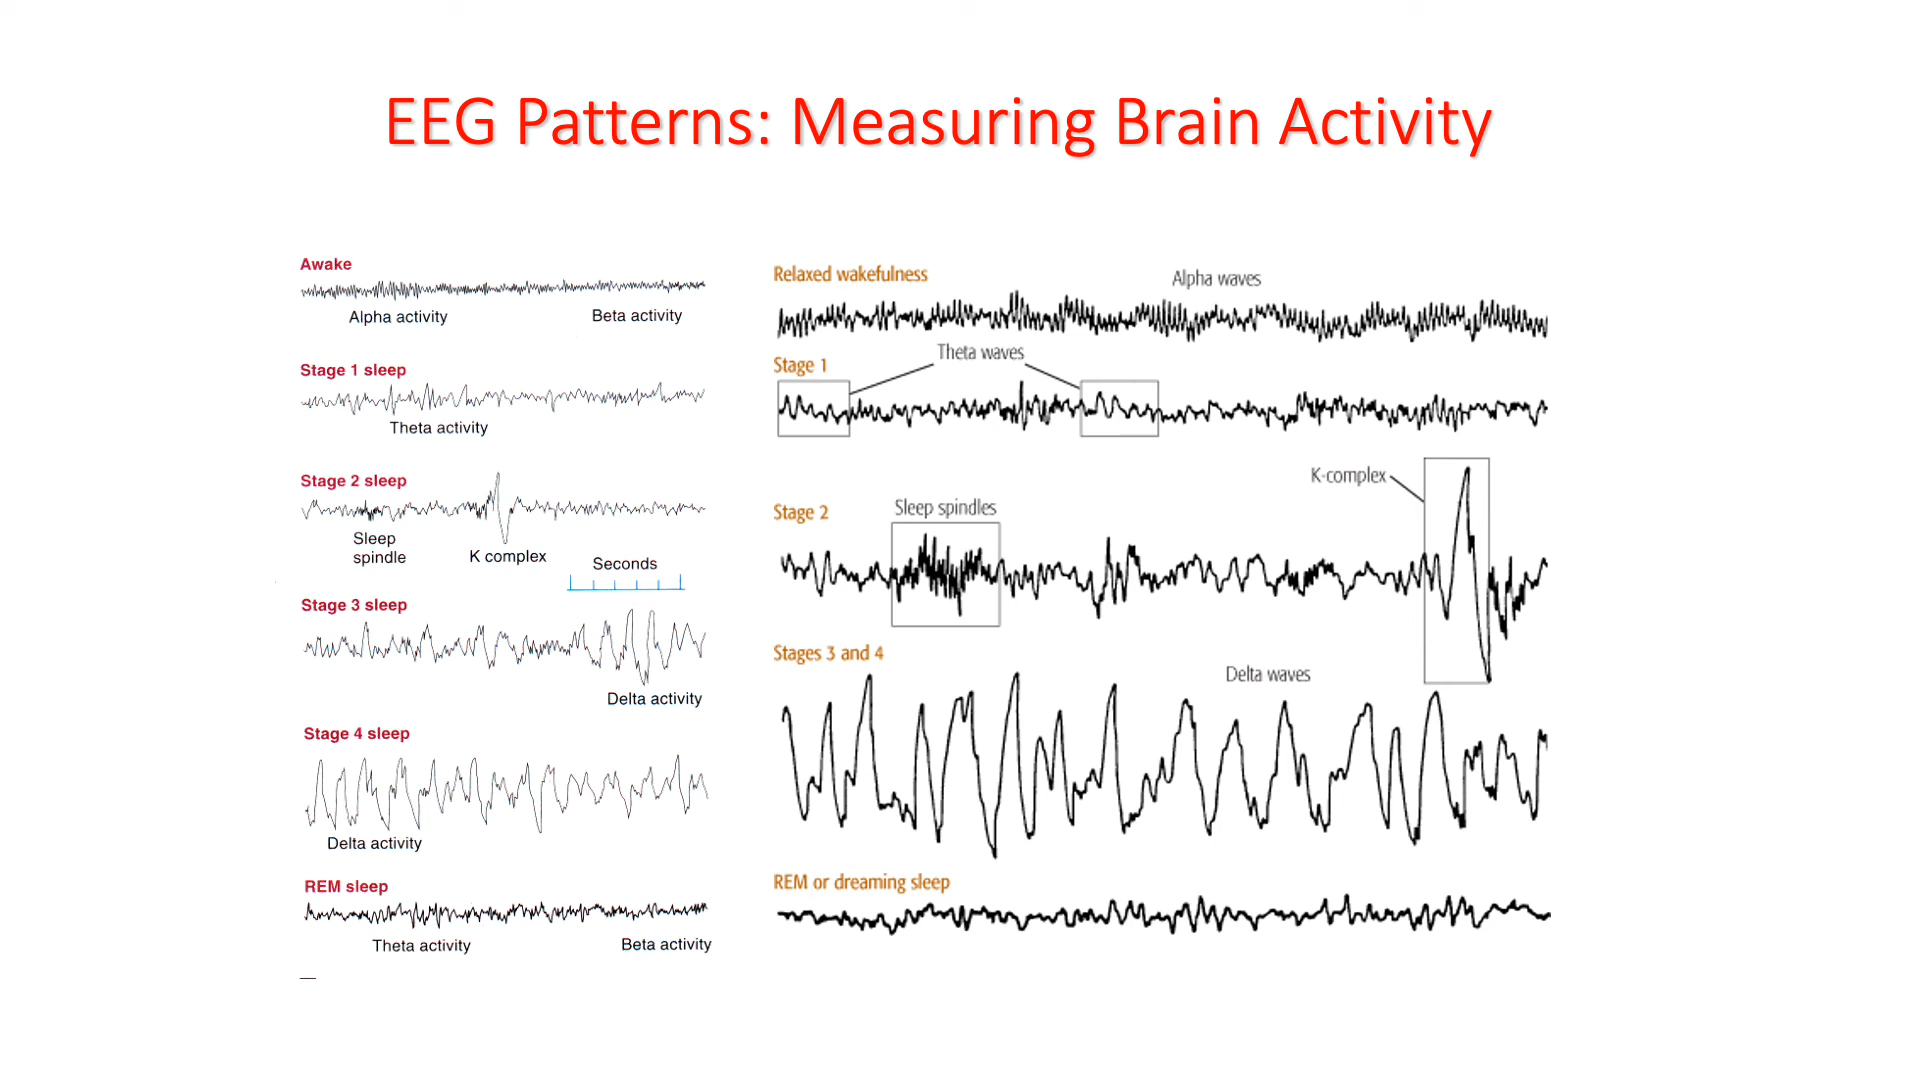 EEG Patterns: Measuring Brain Activity
Awake
Alpha activity
Beta activity
Stage 1 sleep
Theta activity
Stage 2 sleep
Sleep
spindle
K complex
Seconds
Stage 3 sleep
Delta activity
Stage 4 sleep
Delta activity
REM sleep
Theta activity
Beta activity
Relaxed wakefulness
Alpha waves
Theta waves
Stage 1
K-complex
Sleep spindles
Stage 2
Stages 3 and 4
Delta waves
REM or dreaming sleep